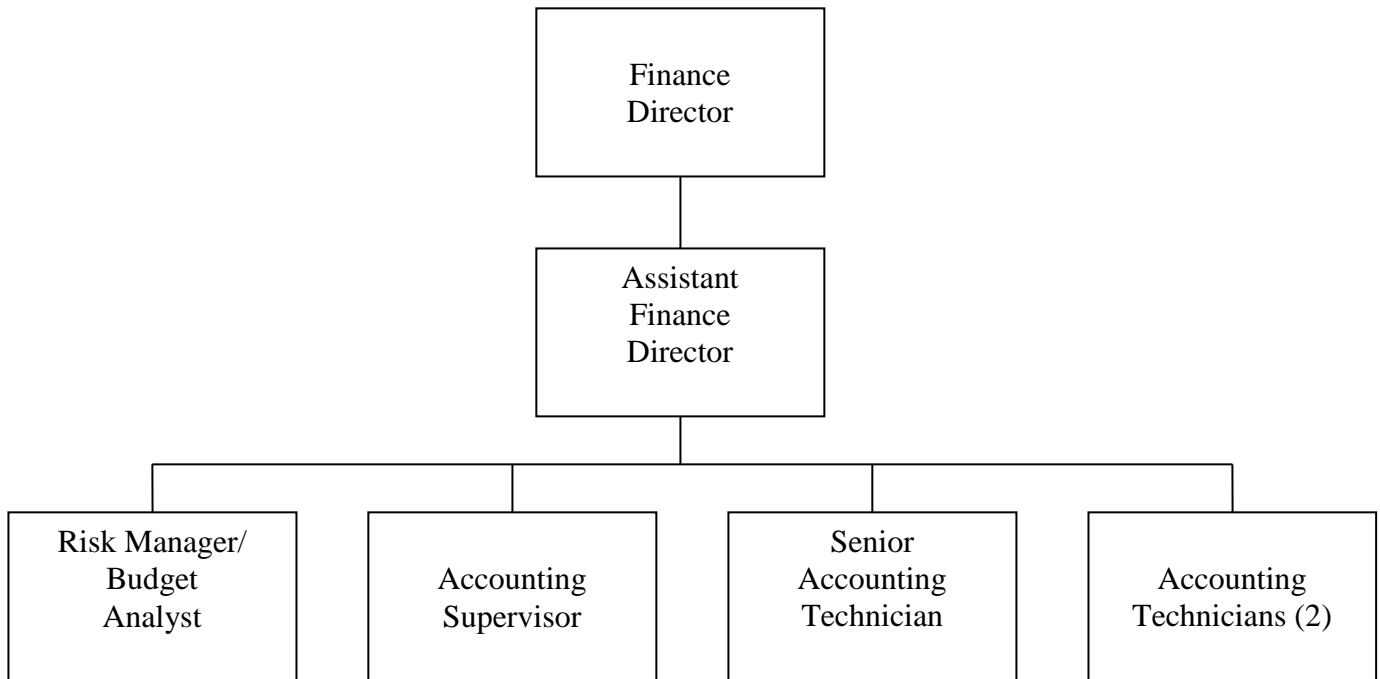 Finance
Director
Assistant
Finance
Director
Risk Manager/
Budget
Analyst
Accounting
Supervisor
Senior
Accounting
Technician
Accounting
Technicians (2)